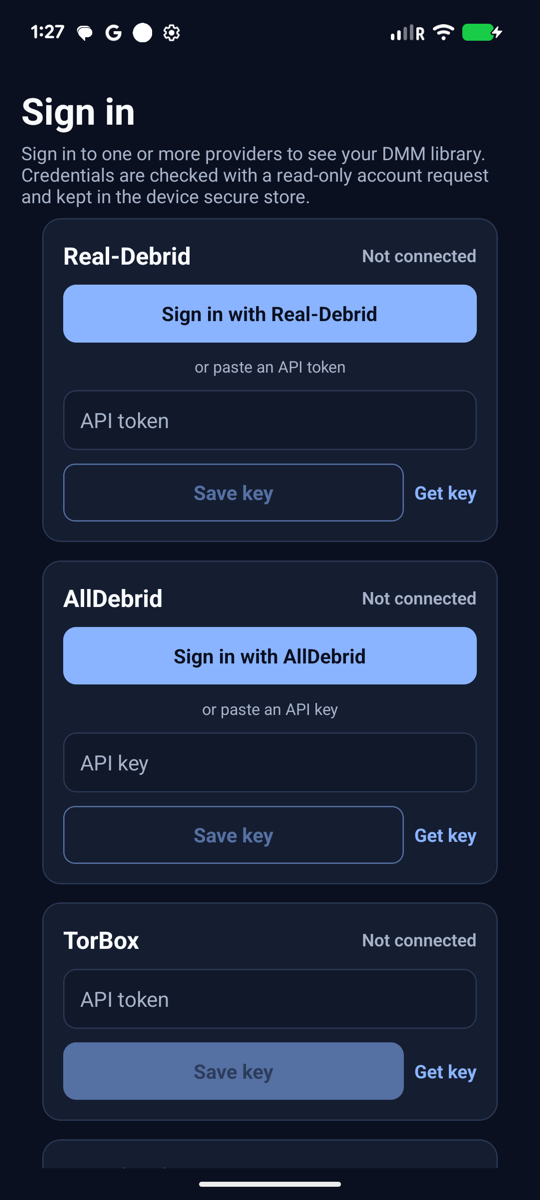 1:27
R
Sign in
Sign in to one or more providers to see your DMM library.
Credentials are checked with a read-only account request
and kept in the device secure store.
Real-Debrid
Not connected
Sign in with Real-Debrid
or paste an API token
API token
Save key
Get key
AllDebrid
Not connected
Sign in with AllDebrid
or paste an API key
API key
Save key
Get key
TorBox
Not connected
API token
Save key
Get key